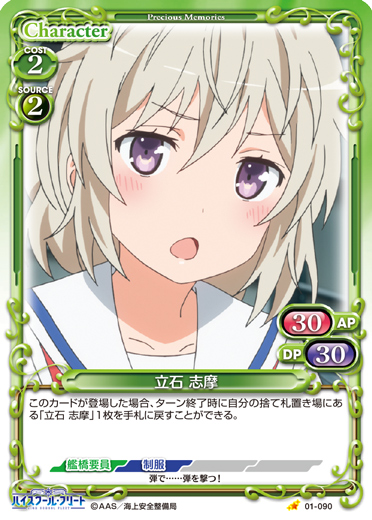 Precious Memories
Character
COST
2
SOURCE
2
30 AP
DP 30
立石 志摩
このカードが登場した場合、ターン終了時に自分の捨て札置き場にあ
る「立石 志摩」1枚を手札に戻すことができる。
艦橋要員 制服
弾で……弾を撃つ!
ハイスクール・フリート
©AAS/海上安全整備局
01-090